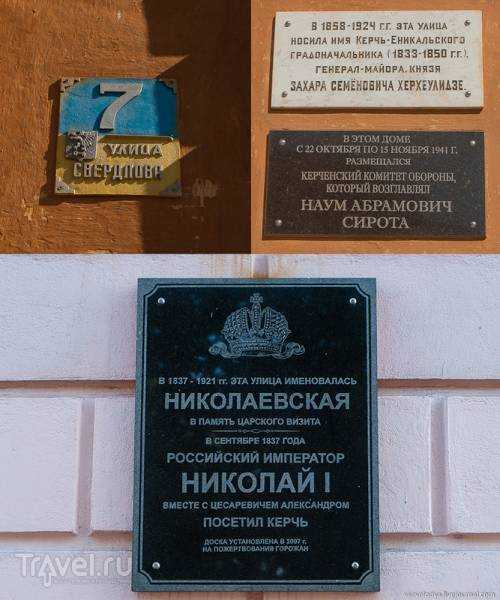 7
УЛИЦА
СВЕРДЛОВА
В 1858-1924 г.г. ЭТА УЛИЦА
НОСИЛА ИМЯ КЕРЧЬ-ЕНИКАЛЬСКОГО
ГРАДОНАЧАЛЬНИКА (1833-1850 г.г.),
ГЕНЕРАЛ-МАЙОРА, КНЯЗЯ
ЗАХАРА СЕМЁНОВИЧА ХЕРХЕУЛИДЗЕ.
В ЭТОМ ДОМЕ
С 22 ОКТЯБРЯ ПО 15 НОЯБРЯ 1941 Г.
РАЗМЕЩАЛСЯ
КЕРЧЕНСКИЙ КОМИТЕТ ОБОРОНЫ,
КОТОРЫЙ ВОЗГЛАВЛЯЛ
НАУМ АБРАМОВИЧ
СИРОТА
В 1837 - 1921 гг. ЭТА УЛИЦА ИМЕНОВАЛАСЬ
НИКОЛАЕВСКАЯ
В ПАМЯТЬ ЦАРСКОГО ВИЗИТА
В СЕНТЯБРЕ 1837 ГОДА
РОССИЙСКИЙ ИМПЕРАТОР
НИКОЛАЙ I
ВМЕСТЕ С ЦЕСАРЕВИЧЕМ АЛЕКСАНДРОМ
ПОСЕТИЛ КЕРЧЬ
ДОСКА УСТАНОВЛЕНА В 2007 г.
НА ПОЖЕРТВОВАНИЯ ГОРОЖАН
Travel.ru